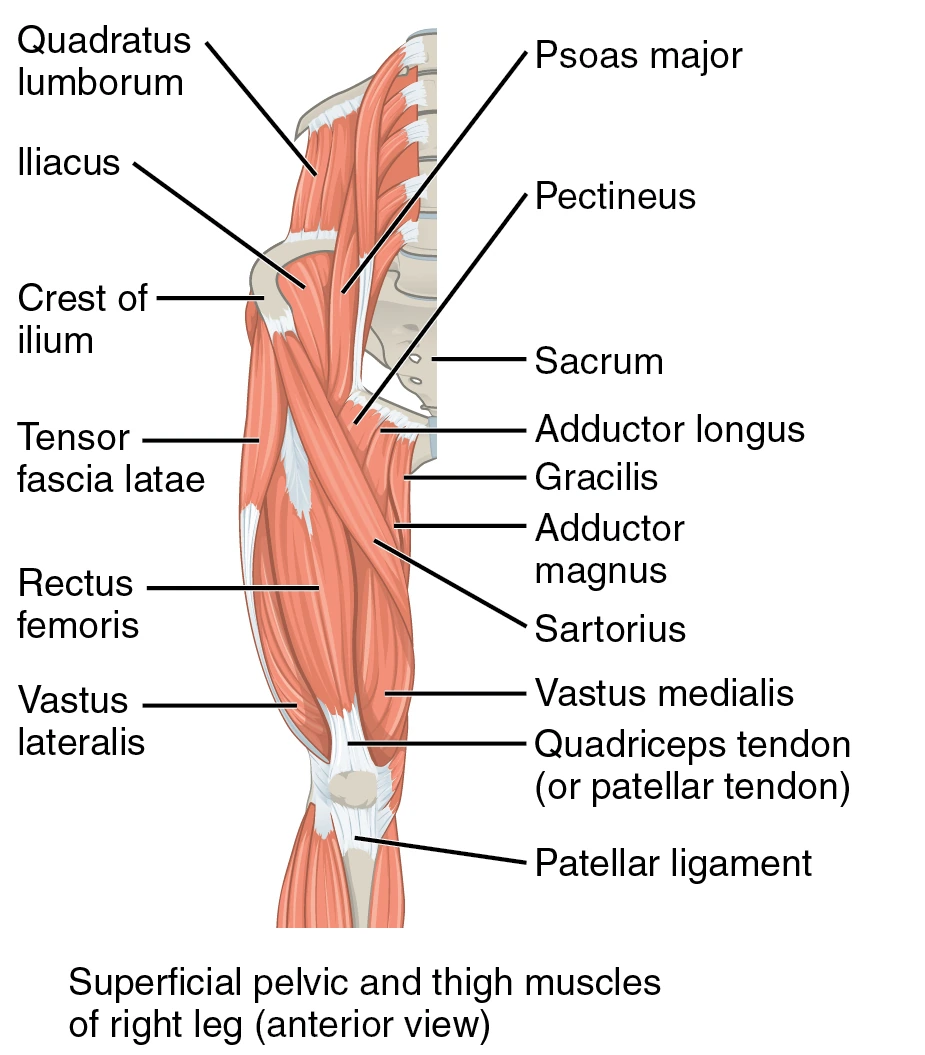 Quadratus
lumborum
Iliacus
Crest of
ilium
Tensor
fascia latae
Rectus
femoris
Vastus
lateralis
Psoas major
Pectineus
Sacrum
Adductor longus
Gracilis
Adductor
magnus
Sartorius
Vastus medialis
Quadriceps tendon
(or patellar tendon)
Patellar ligament
Superficial pelvic and thigh muscles
of right leg (anterior view)